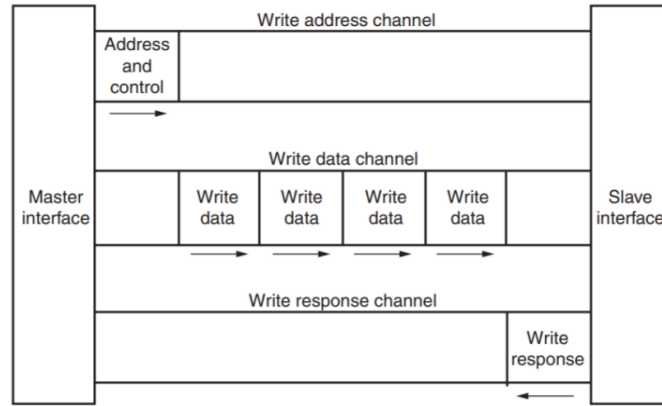 Write address channel
Address
and
control
Write data channel
Master
interface
Write
data
Write
data
Write
data
Write
data
Slave
interface
Write response channel
Write
response